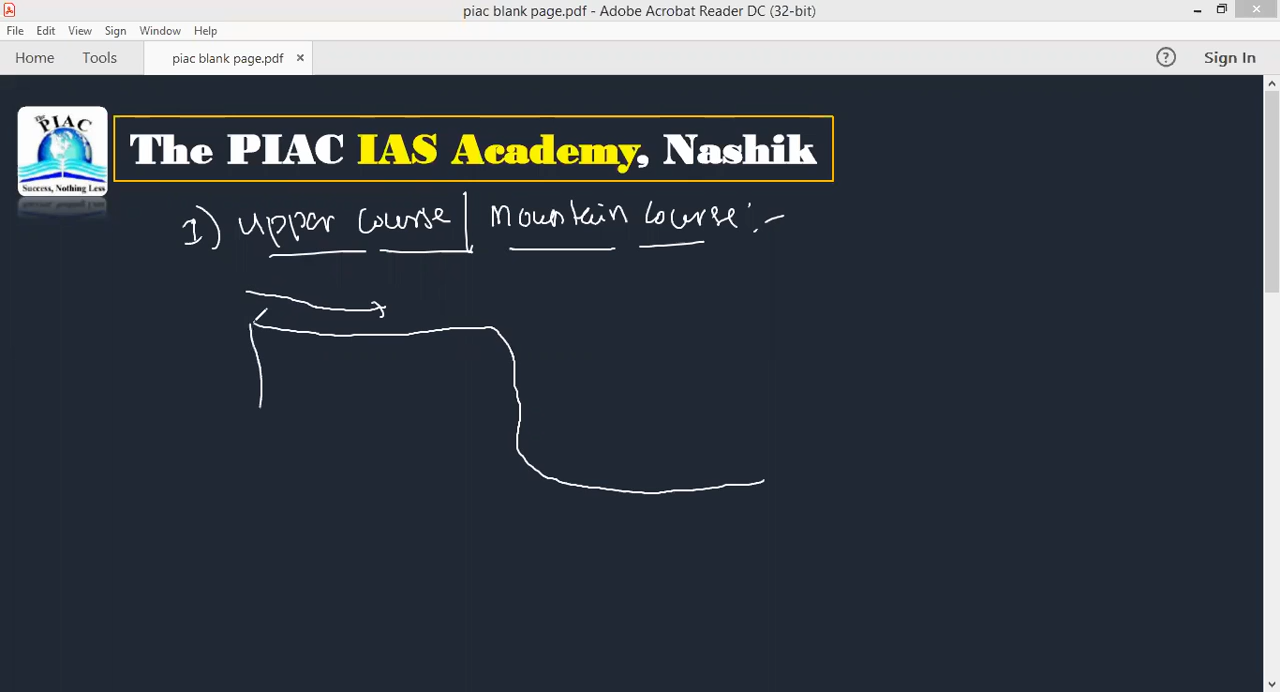 piac blank page.pdf - Adobe Acrobat Reader DC (32-bit)
File Edit View Sign Window Help
Home Tools piac blank page.pdf × ? Sign In
The PIAC
Success, Nothing Less
The PIAC IAS Academy, Nashik
1) Upper Course | Mountain Course :-